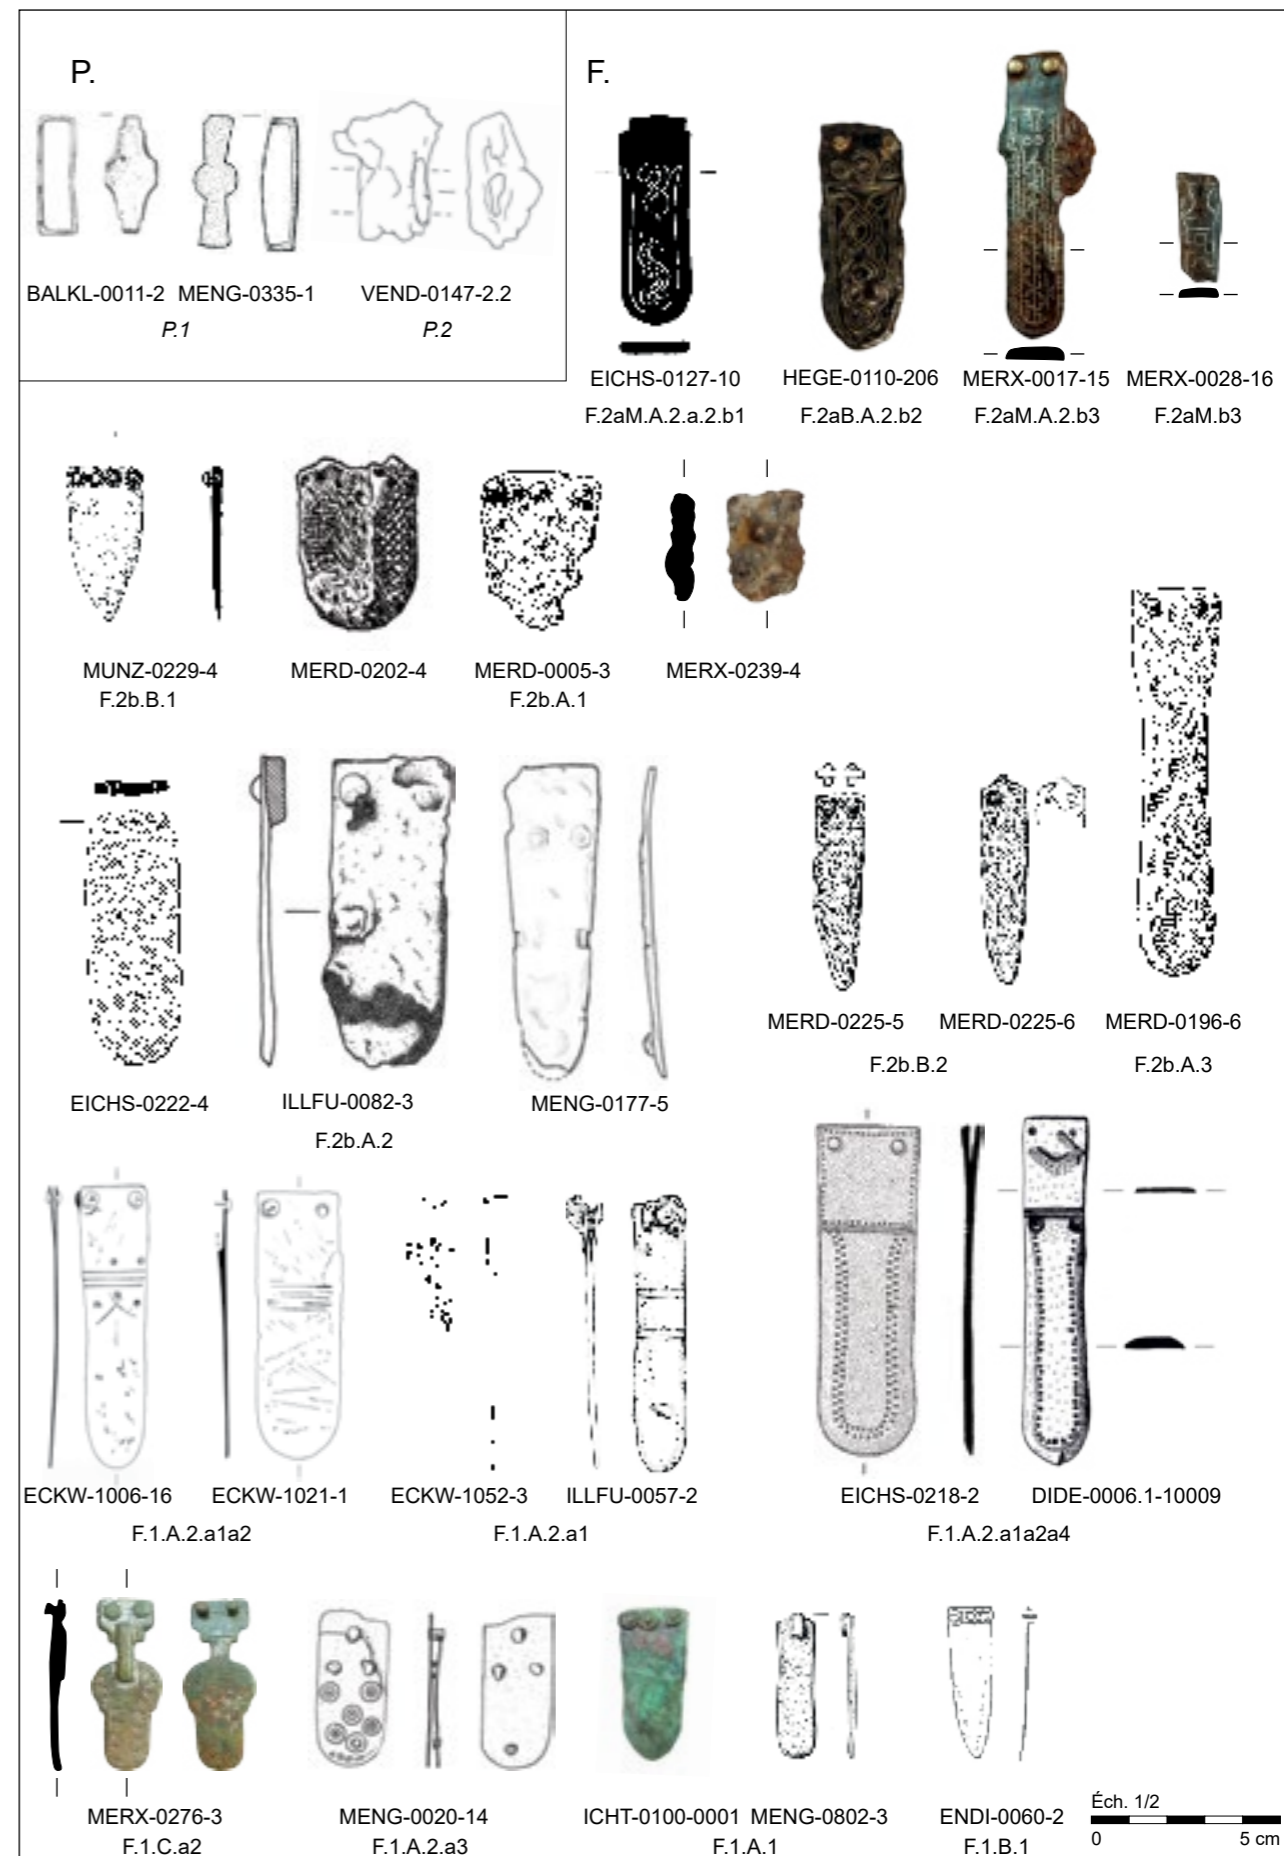 P.
BALKL-0011-2 MENG-0335-1 VEND-0147-2.2
P.1 P.2
F.
EICHS-0127-10 HEGE-0110-206 MERX-0017-15 MERX-0028-16
F.2aM.A.2.a.2.b1 F.2aB.A.2.b2 F.2aM.A.2.b3 F.2aM.b3
MUNZ-0229-4 MERD-0202-4 MERD-0005-3 MERX-0239-4
F.2b.B.1 F.2b.A.1
MERD-0225-5 MERD-0225-6 MERD-0196-6
F.2b.B.2 F.2b.A.3
EICHS-0222-4 ILLFU-0082-3 MENG-0177-5
F.2b.A.2
ECKW-1006-16 ECKW-1021-1 ECKW-1052-3 ILLFU-0057-2 EICHS-0218-2 DIDE-0006.1-10009
F.1.A.2.a1a2 F.1.A.2.a1 F.1.A.2.a1a2a4
MERX-0276-3 MENG-0020-14 ICHT-0100-0001 MENG-0802-3 ENDI-0060-2
F.1.C.a2 F.1.A.2.a3 F.1.A.1 F.1.B.1
Éch. 1/2
0 5 cm